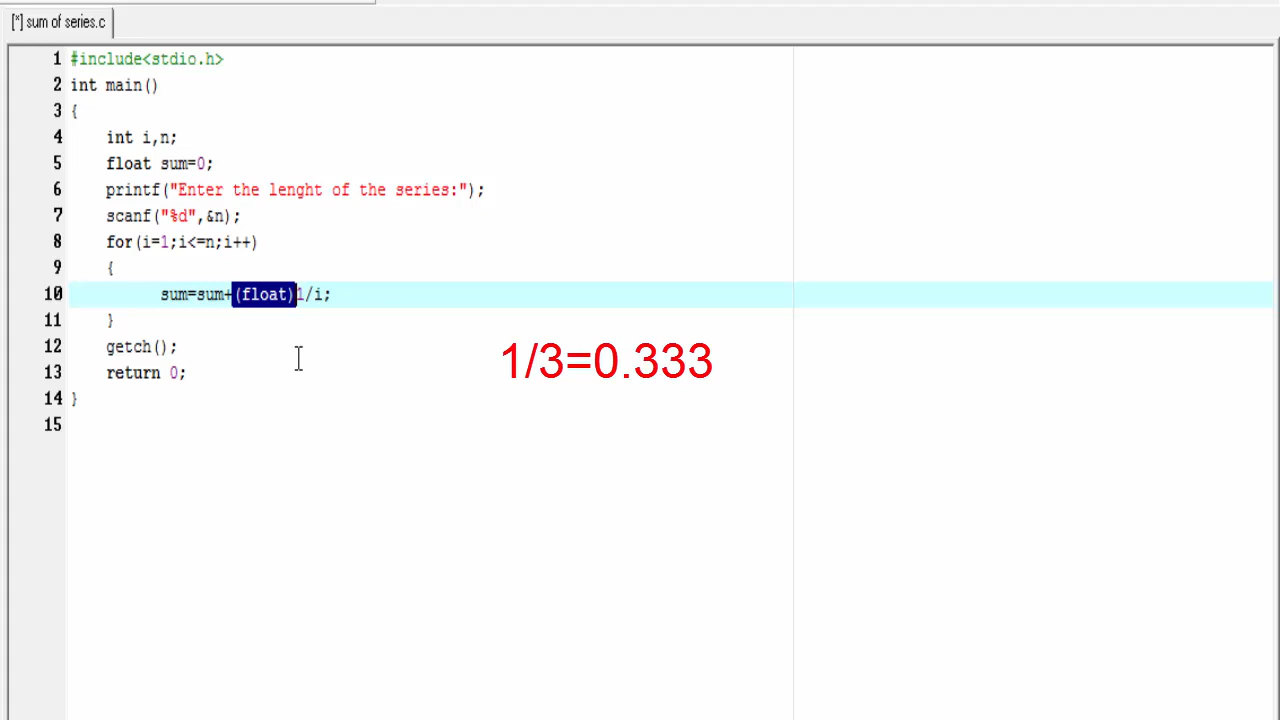 [*] sum of series.c
1 #include<stdio.h>
2 int main()
3 {
4 int i,n;
5 float sum=0;
6 printf("Enter the lenght of the series:");
7 scanf("%d",&n);
8 for(i=1;i<=n;i++)
9 {
10 sum=sum+(float)1/i;
11 }
12 getch();
1/3=0.333
13 return 0;
14 }
15